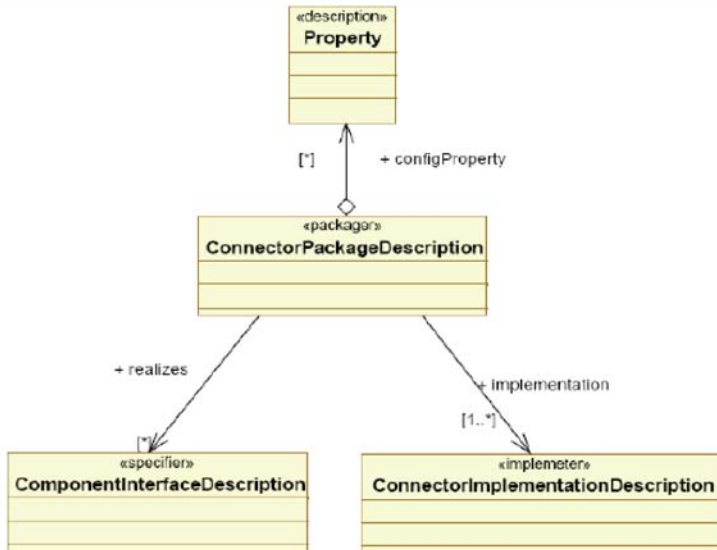 «description»
Property
[*]
+ configProperty
«packager»
ConnectorPackageDescription
+ realizes
+ implementation
[*]
[1..*]
«specifier»
ComponentInterfaceDescription
«implemeter»
ConnectorImplementationDescription